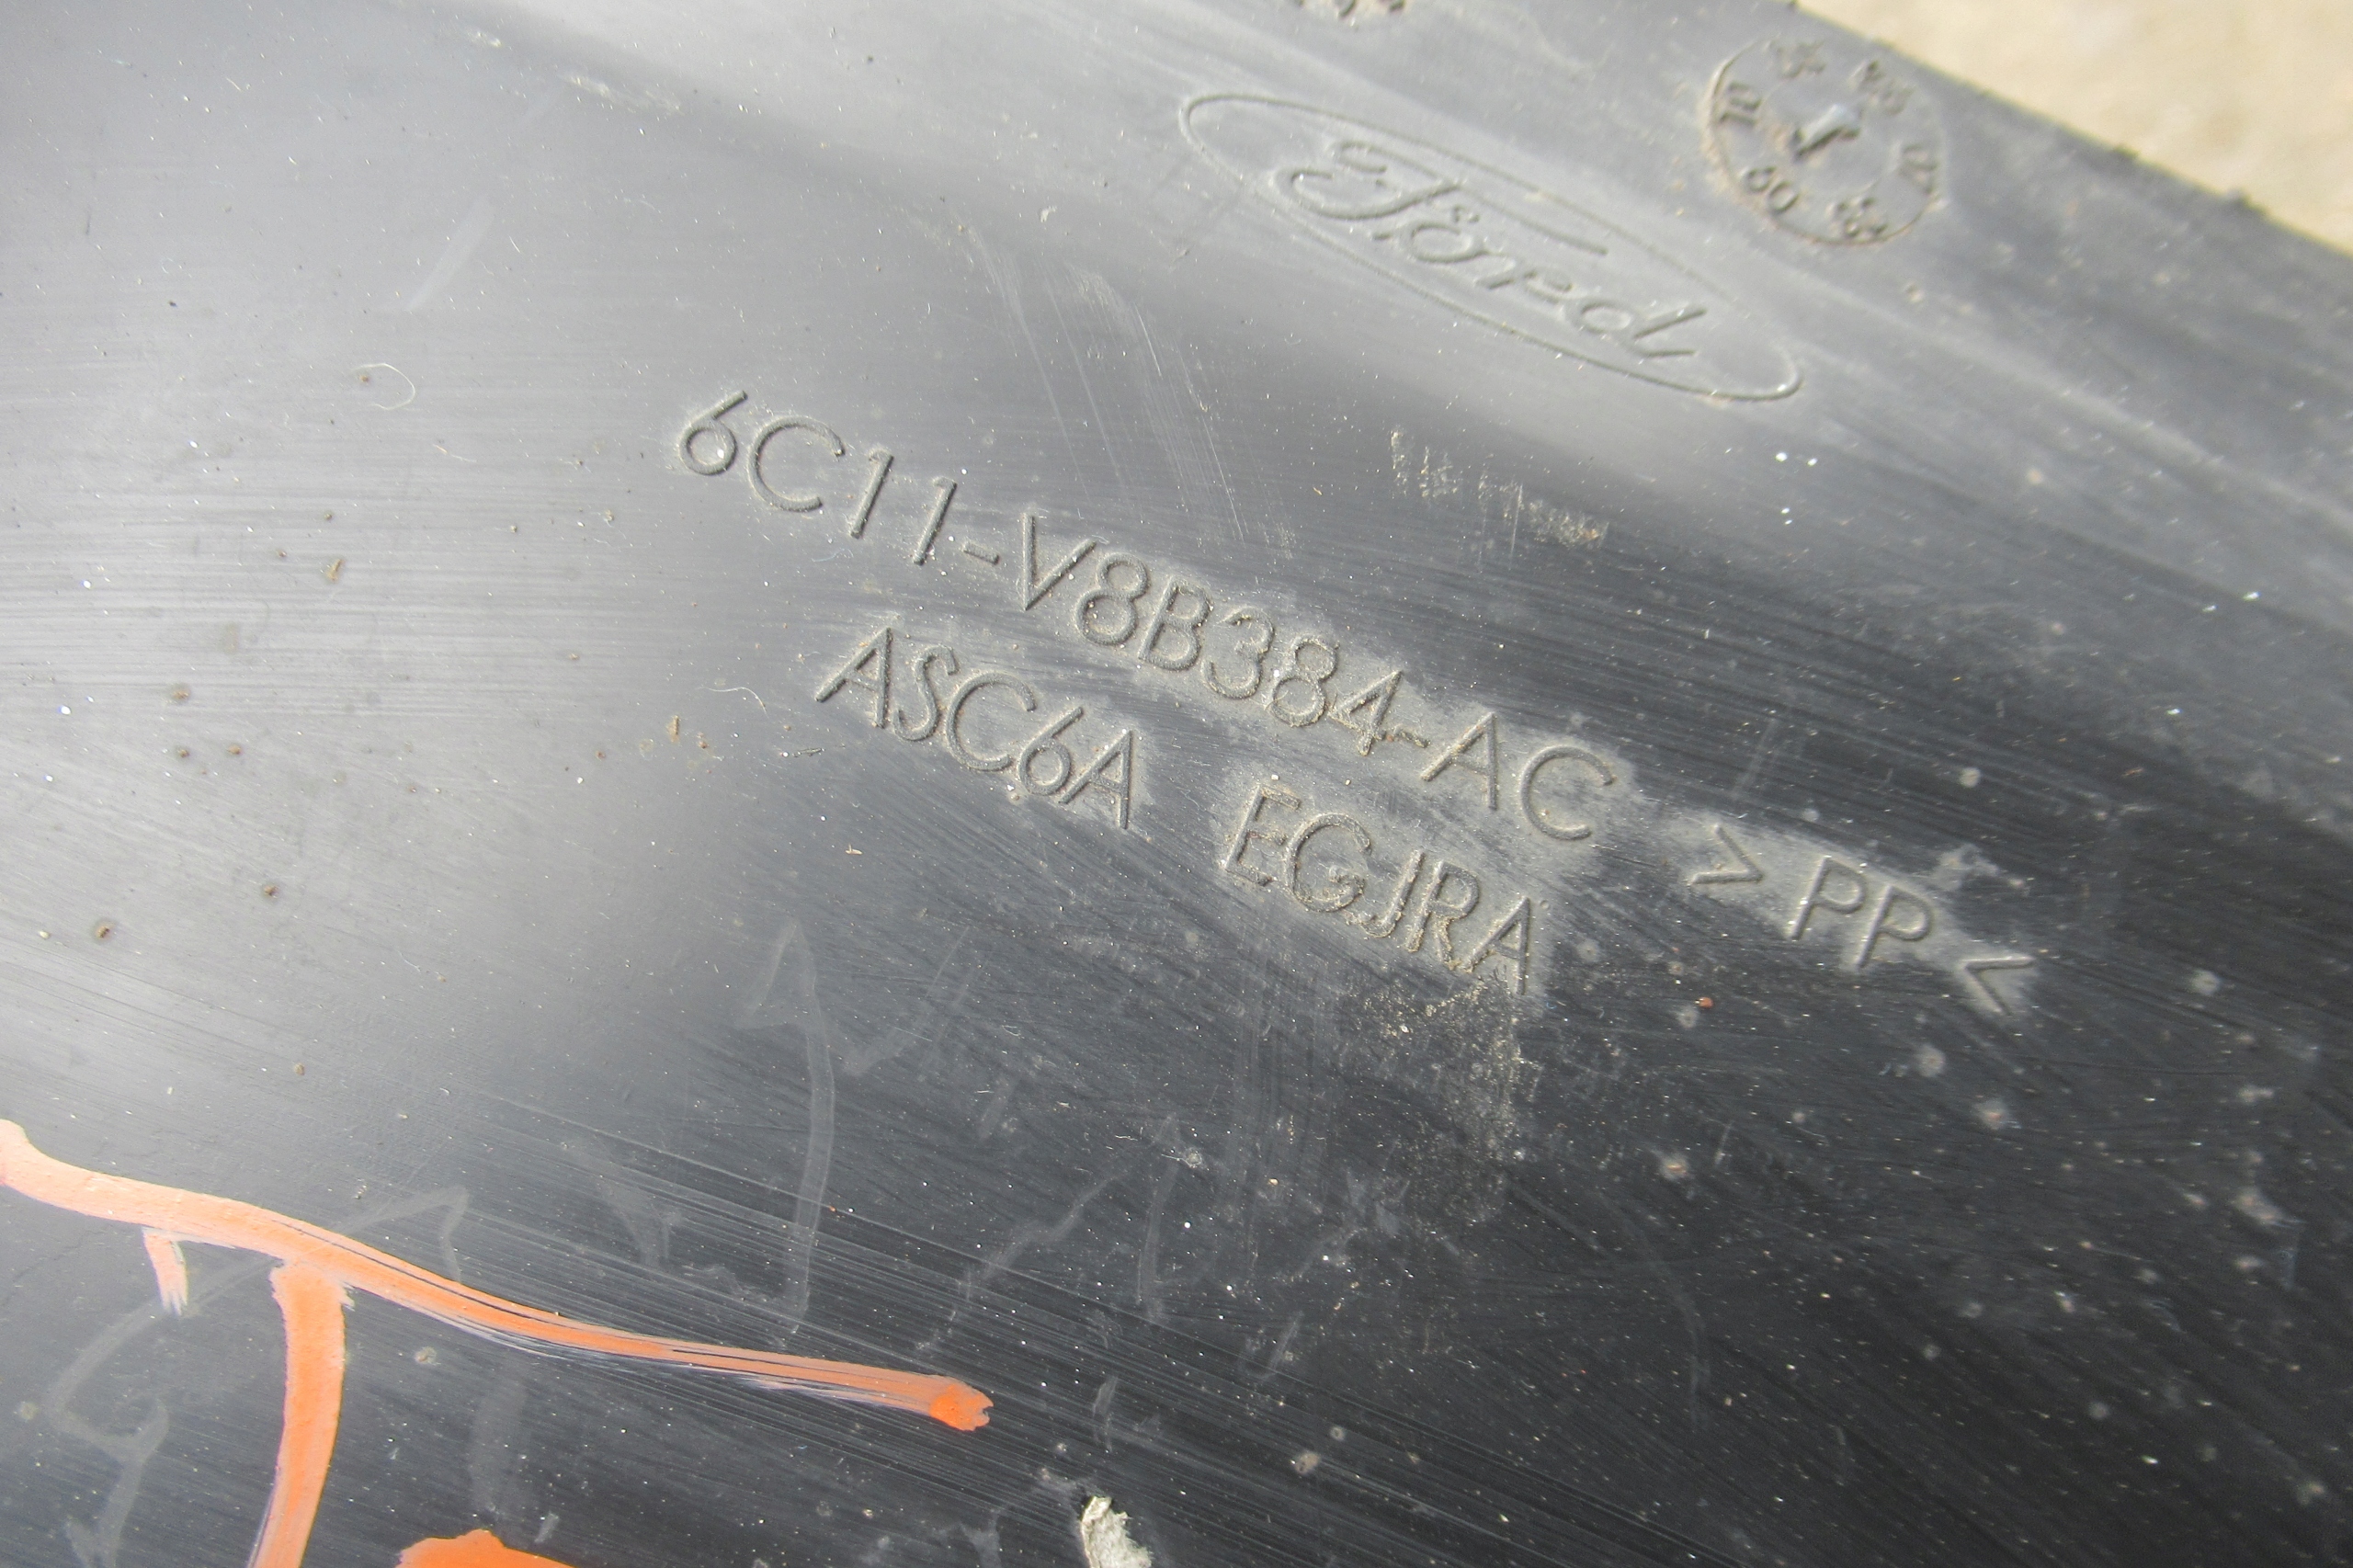 Ford
6C11-V8B384-AC >PP<
ASC6A EGJRA